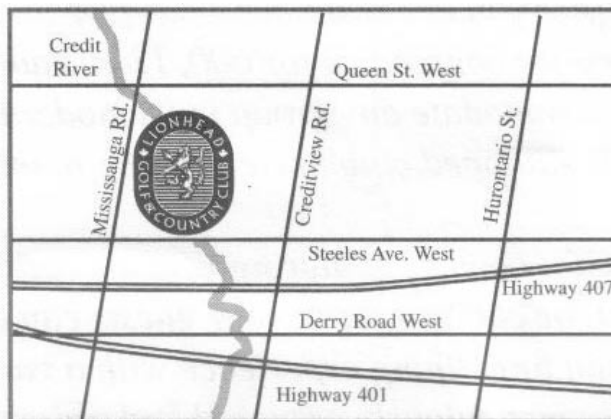 Credit
River
Queen St. West
Mississauga Rd.
LIONHEAD
GOLF & COUNTRY CLUB
Creditview Rd.
Hurontario St.
Steeles Ave. West
Highway 407
Derry Road West
Highway 401